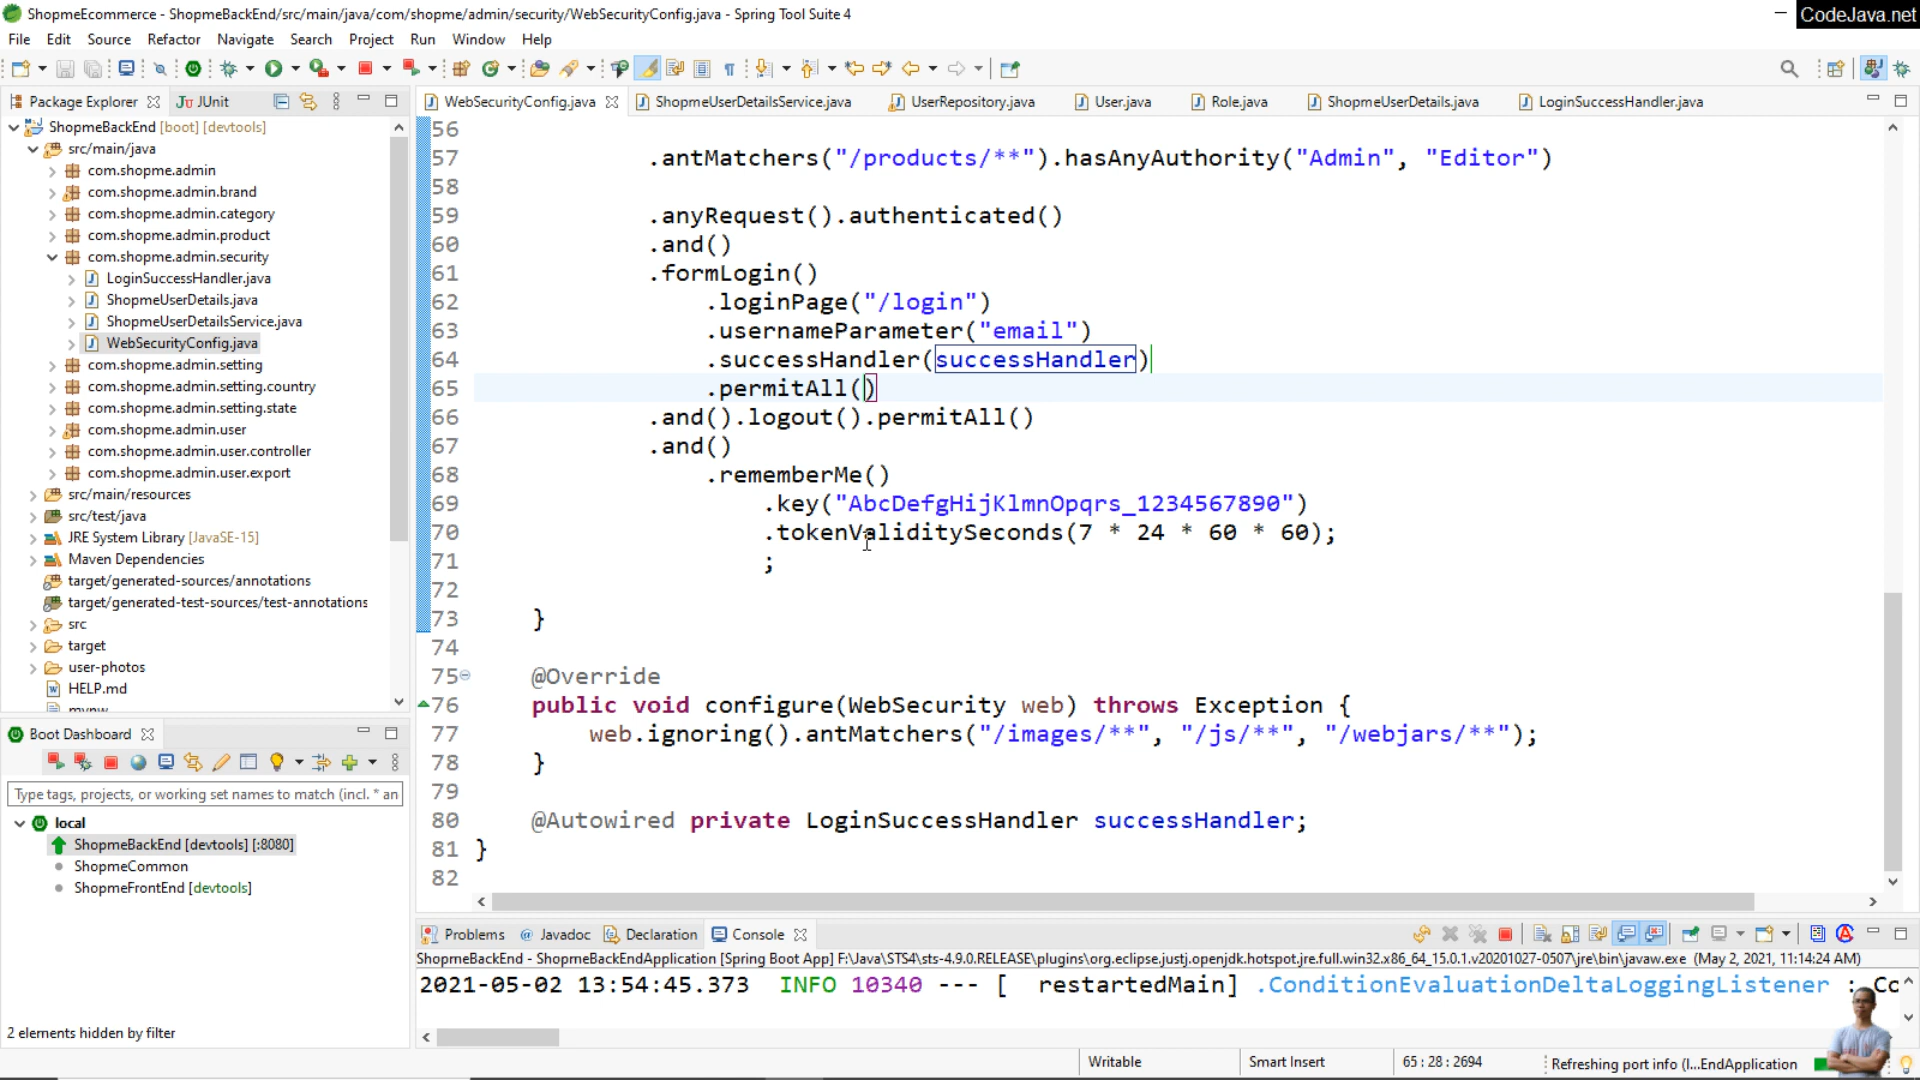 ShopmeEcommerce - ShopmeBackEnd/src/main/java/com/shopme/admin/security/WebSecurityConfig.java - Spring Tool Suite 4
CodeJava.net
File Edit Source Refactor Navigate Search Project Run Window Help
Package Explorer JUnit
WebSecurityConfig.java ShopmeUserDetailsService.java UserRepository.java User.java Role.java ShopmeUserDetails.java LoginSuccessHandler.java
ShopmeBackEnd [boot] [devtools]
src/main/java
com.shopme.admin
com.shopme.admin.brand
com.shopme.admin.category
com.shopme.admin.product
com.shopme.admin.security
LoginSuccessHandler.java
ShopmeUserDetails.java
ShopmeUserDetailsService.java
WebSecurityConfig.java
com.shopme.admin.setting
com.shopme.admin.setting.country
com.shopme.admin.setting.state
com.shopme.admin.user
com.shopme.admin.user.controller
com.shopme.admin.user.export
src/main/resources
src/test/java
JRE System Library [JavaSE-15]
Maven Dependencies
target/generated-sources/annotations
target/generated-test-sources/test-annotations
src
target
user-photos
HELP.md
mvnw
56
57 .antMatchers("/products/**").hasAnyAuthority("Admin", "Editor")
58
59 .anyRequest().authenticated()
60 .and()
61 .formLogin()
62 .loginPage("/login")
63 .usernameParameter("email")
64 .successHandler(successHandler)
65 .permitAll()
66 .and().logout().permitAll()
67 .and()
68 .rememberMe()
69 .key("AbcDefgHijKlmnOpqrs_1234567890")
70 .tokenValiditySeconds(7 * 24 * 60 * 60);
71 ;
72
73 }
74
75 @Override
76 public void configure(WebSecurity web) throws Exception {
77 web.ignoring().antMatchers("/images/**", "/js/**", "/webjars/**");
78 }
79
80 @Autowired private LoginSuccessHandler successHandler;
81 }
82
Boot Dashboard
Type tags, projects, or working set names to match (incl. * an
local
ShopmeBackEnd [devtools] [:8080]
ShopmeCommon
ShopmeFrontEnd [devtools]
2 elements hidden by filter
Problems Javadoc Declaration Console
ShopmeBackEnd - ShopmeBackEndApplication [Spring Boot App] F:\Java\STS4\sts-4.9.0.RELEASE\plugins\org.eclipse.justj.openjdk.hotspot.jre.full.win32.x86_64_15.0.1.v20201027-0507\jre\bin\javaw.exe (May 2, 2021, 11:14:24 AM)
2021-05-02 13:54:45.373 INFO 10340 --- [ restartedMain] .ConditionEvaluationDeltaLoggingListener : Co
Writable Smart Insert 65 : 28 : 2694 Refreshing port info (l...EndApplication